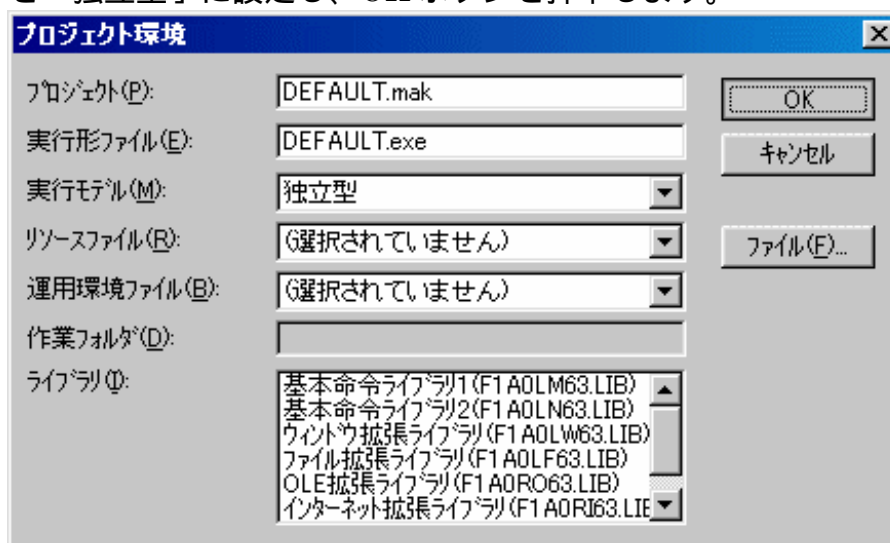 を「独立型」に設定し、OKボタンを押下します。
プロジェクト環境
プロジェクト(P): DEFAULT.mak OK
実行形ファイル(E): DEFAULT.exe キャンセル
実行モデル(M): 独立型
リソースファイル(R): (選択されていません) ファイル(F)...
運用環境ファイル(B): (選択されていません)
作業フォルダ(D):
ライブラリ(I): 基本命令ライブラリ1(F1A0LM63.LIB)
基本命令ライブラリ2(F1A0LN63.LIB)
ウィンドウ拡張ライブラリ(F1A0LW63.LIB)
ファイル拡張ライブラリ(F1A0LF63.LIB)
OLE拡張ライブラリ(F1A0RO63.LIB)
インターネット拡張ライブラリ(F1A0RI63.LIE